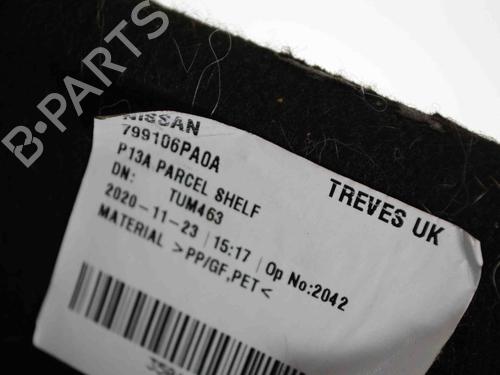 B-PARTS
NISSAN
799106PA0A
P13A PARCEL SHELF
DN: TUM463
TREVES UK
2020-11-23 | 15:17 | Op No:2042
MATERIAL >PP/GF,PET<